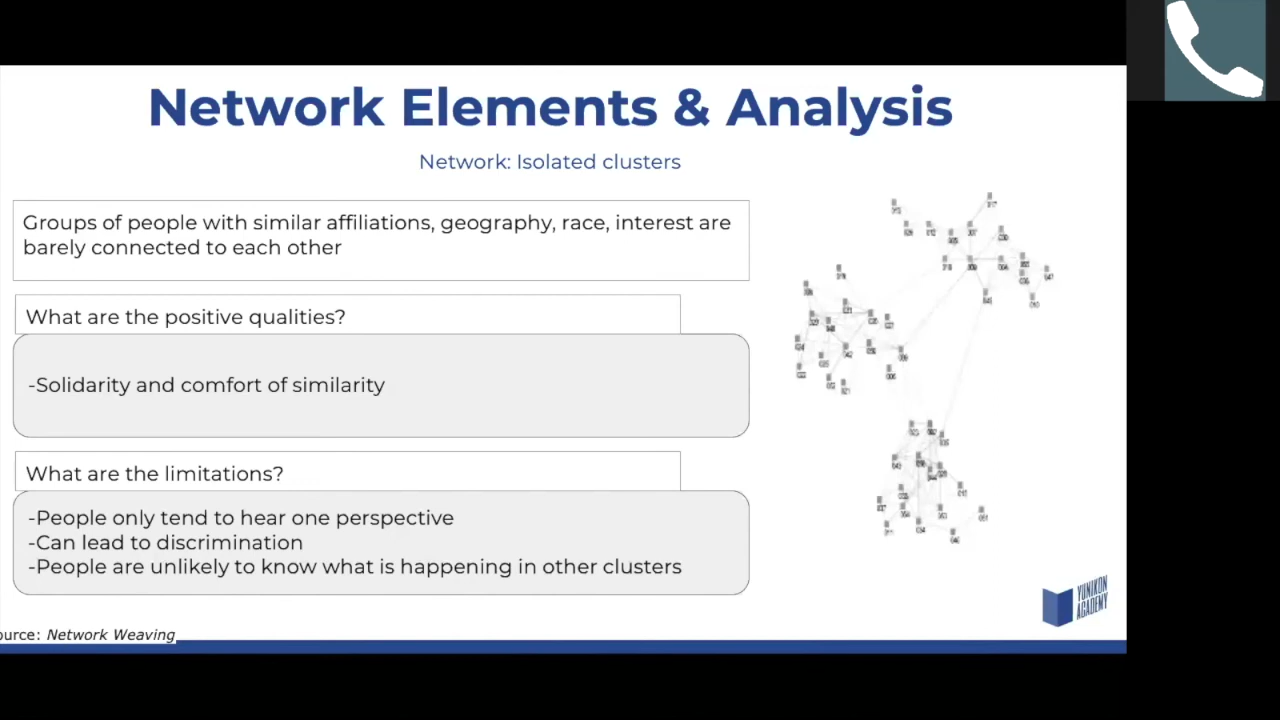 Network Elements & Analysis
Network: Isolated clusters
Groups of people with similar affiliations, geography, race, interest are
barely connected to each other
What are the positive qualities?
-Solidarity and comfort of similarity
What are the limitations?
-People only tend to hear one perspective
-Can lead to discrimination
-People are unlikely to know what is happening in other clusters
YUNIKON
ACADEMY
ource: Network Weaving